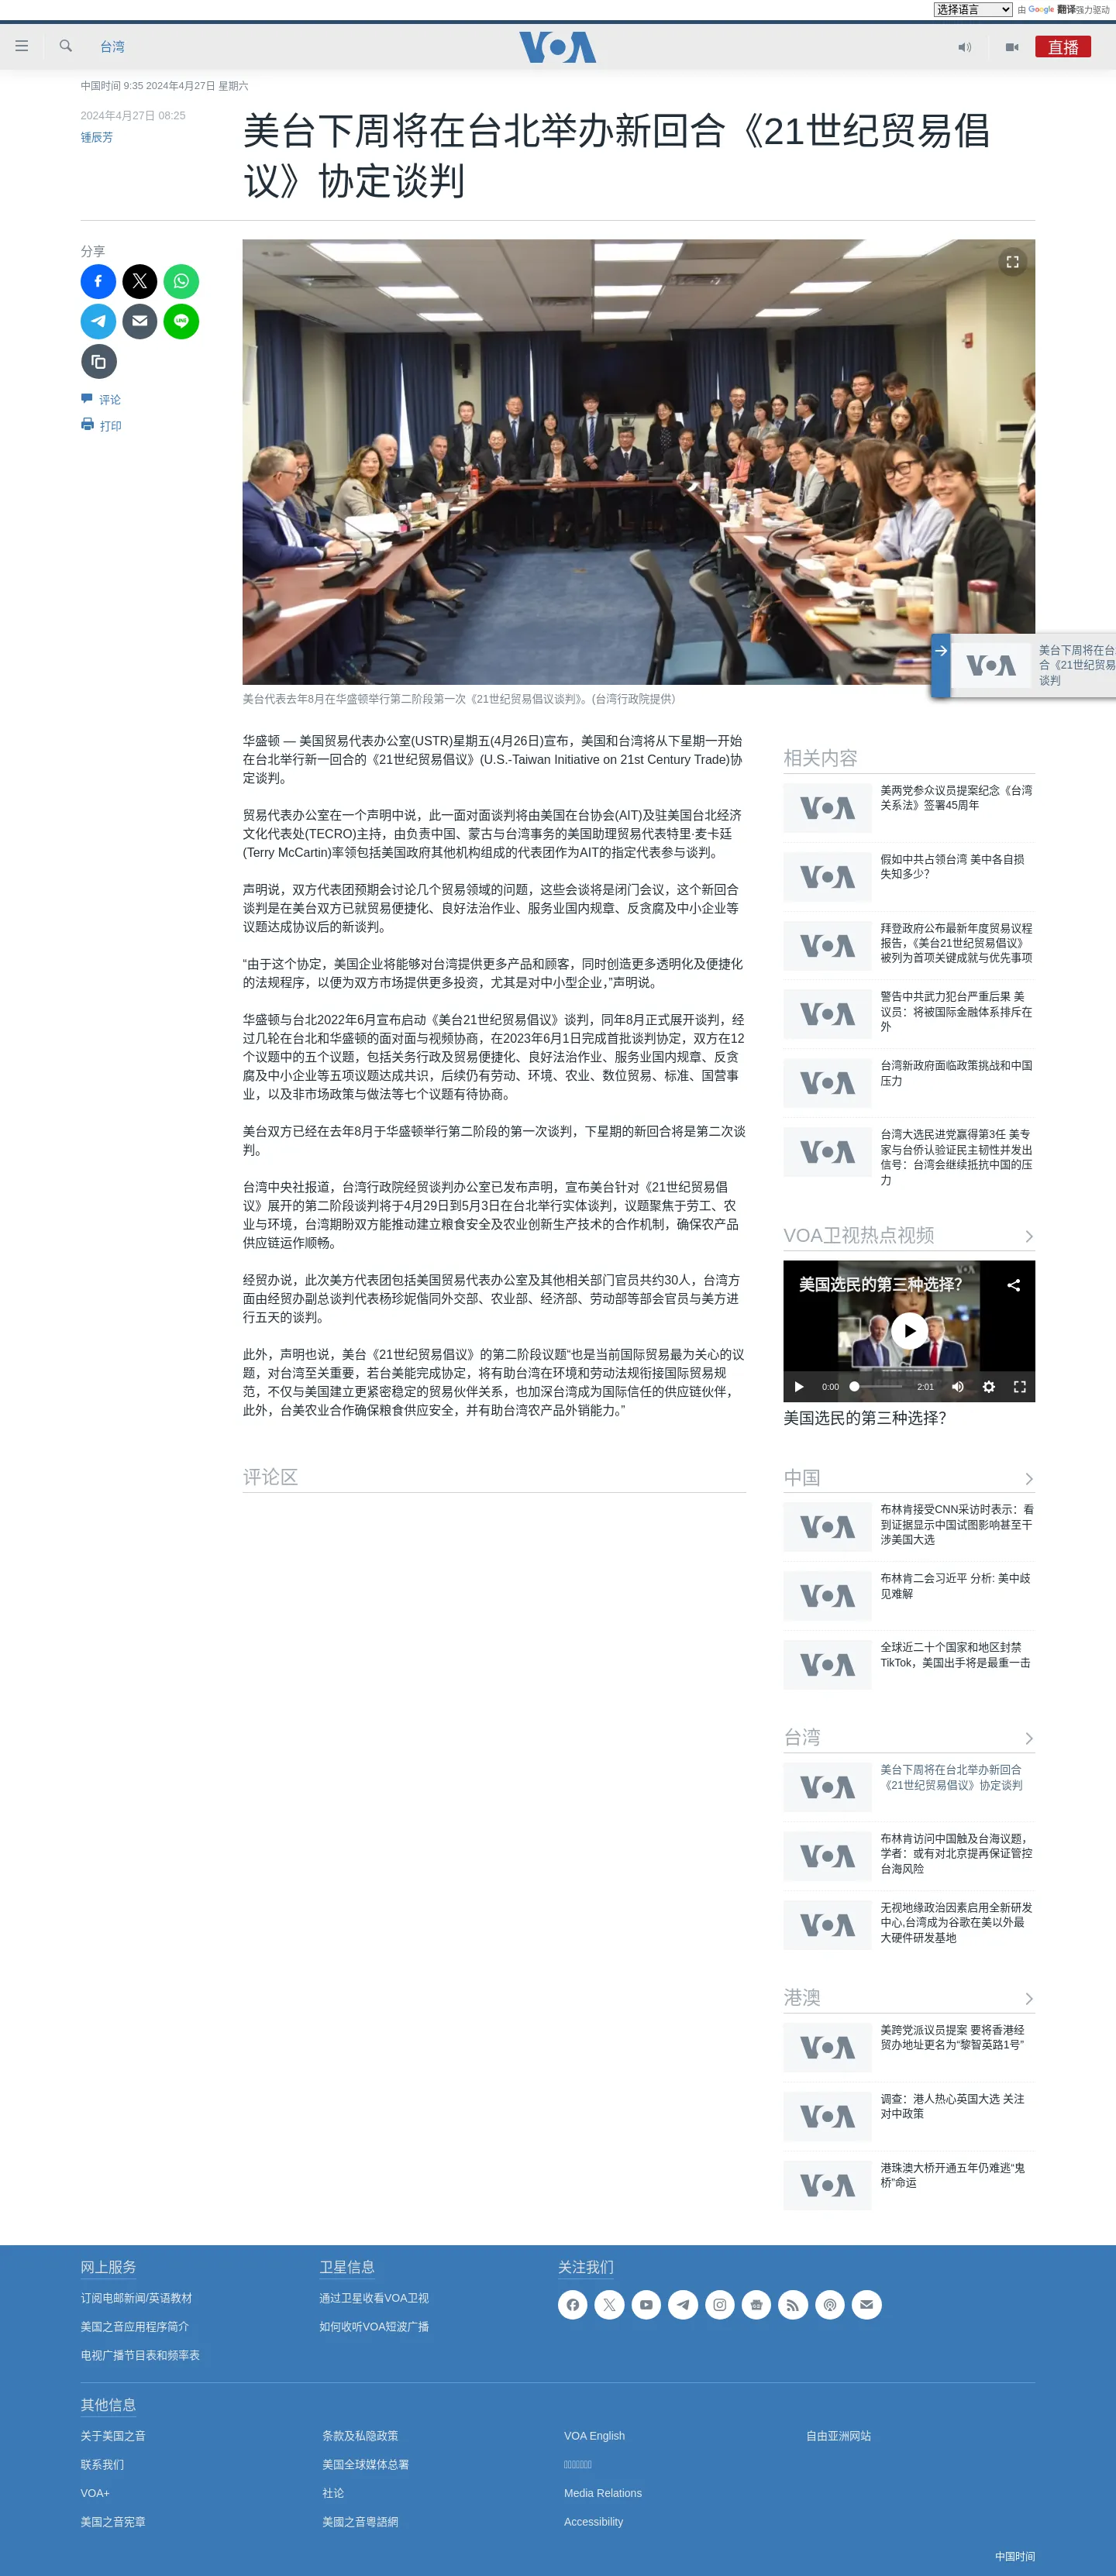 选择语言 由 Google 翻译强力驱动
台湾
VOA
直播
中国时间 9:35 2024年4月27日 星期六
2024年4月27日 08:25
锺辰芳
美台下周将在台北举办新回合《21世纪贸易倡
议》协定谈判
分享
评论
打印
美台下周将在台
合《21世纪贸易
谈判
美台代表去年8月在华盛顿举行第二阶段第一次《21世纪贸易倡议谈判》。(台湾行政院提供）
华盛顿 — 美国贸易代表办公室(USTR)星期五(4月26日)宣布，美国和台湾将从下星期一开始
在台北举行新一回合的《21世纪贸易倡议》(U.S.-Taiwan Initiative on 21st Century Trade)协
定谈判。
贸易代表办公室在一个声明中说，此一面对面谈判将由美国在台协会(AIT)及驻美国台北经济
文化代表处(TECRO)主持，由负责中国、蒙古与台湾事务的美国助理贸易代表特里·麦卡廷
(Terry McCartin)率领包括美国政府其他机构组成的代表团作为AIT的指定代表参与谈判。
声明说，双方代表团预期会讨论几个贸易领域的问题，这些会谈将是闭门会议，这个新回合
谈判是在美台双方已就贸易便捷化、良好法治作业、服务业国内规章、反贪腐及中小企业等
议题达成协议后的新谈判。
“由于这个协定，美国企业将能够对台湾提供更多产品和顾客，同时创造更多透明化及便捷化
的法规程序，以便为双方市场提供更多投资，尤其是对中小型企业，”声明说。
华盛顿与台北2022年6月宣布启动《美台21世纪贸易倡议》谈判，同年8月正式展开谈判，经
过几轮在台北和华盛顿的面对面与视频协商，在2023年6月1日完成首批谈判协定，双方在12
个议题中的五个议题，包括关务行政及贸易便捷化、良好法治作业、服务业国内规章、反贪
腐及中小企业等五项议题达成共识，后续仍有劳动、环境、农业、数位贸易、标准、国营事
业，以及非市场政策与做法等七个议题有待协商。
美台双方已经在去年8月于华盛顿举行第二阶段的第一次谈判，下星期的新回合将是第二次谈
判。
台湾中央社报道，台湾行政院经贸谈判办公室已发布声明，宣布美台针对《21世纪贸易倡
议》展开的第二阶段谈判将于4月29日到5月3日在台北举行实体谈判，议题聚焦于劳工、农
业与环境，台湾期盼双方能推动建立粮食安全及农业创新生产技术的合作机制，确保农产品
供应链运作顺畅。
经贸办说，此次美方代表团包括美国贸易代表办公室及其他相关部门官员共约30人，台湾方
面由经贸办副总谈判代表杨珍妮偕同外交部、农业部、经济部、劳动部等部会官员与美方进
行五天的谈判。
此外，声明也说，美台《21世纪贸易倡议》的第二阶段议题“也是当前国际贸易最为关心的议
题，对台湾至关重要，若台美能完成协定，将有助台湾在环境和劳动法规衔接国际贸易规
范，不仅与美国建立更紧密稳定的贸易伙伴关系，也加深台湾成为国际信任的供应链伙伴，
此外，台美农业合作确保粮食供应安全，并有助台湾农产品外销能力。”
评论区
相关内容
美两党参众议员提案纪念《台湾
关系法》签署45周年
假如中共占领台湾 美中各自损
失知多少？
拜登政府公布最新年度贸易议程
报告，《美台21世纪贸易倡议》
被列为首项关键成就与优先事项
警告中共武力犯台严重后果 美
议员：将被国际金融体系排斥在
外
台湾新政府面临政策挑战和中国
压力
台湾大选民进党赢得第3任 美专
家与台侨认验证民主韧性并发出
信号：台湾会继续抵抗中国的压
力
VOA卫视热点视频
美国选民的第三种选择？
0:00 2:01
美国选民的第三种选择？
中国
布林肯接受CNN采访时表示：看
到证据显示中国试图影响甚至干
涉美国大选
布林肯二会习近平 分析: 美中歧
见难解
全球近二十个国家和地区封禁
TikTok，美国出手将是最重一击
台湾
美台下周将在台北举办新回合
《21世纪贸易倡议》协定谈判
布林肯访问中国触及台海议题，
学者：或有对北京提再保证管控
台海风险
无视地缘政治因素启用全新研发
中心,台湾成为谷歌在美以外最
大硬件研发基地
港澳
美跨党派议员提案 要将香港经
贸办地址更名为“黎智英路1号”
调查：港人热心英国大选 关注
对中政策
港珠澳大桥开通五年仍难逃“鬼
桥”命运
网上服务
订阅电邮新闻/英语教材
美国之音应用程序简介
电视广播节目表和频率表
卫星信息
通过卫星收看VOA卫视
如何收听VOA短波广播
关注我们
其他信息
关于美国之音 条款及私隐政策 VOA English 自由亚洲网站
联系我们 美国全球媒体总署
VOA+ 社论 Media Relations
美国之音宪章 美國之音粵語網 Accessibility
中国时间